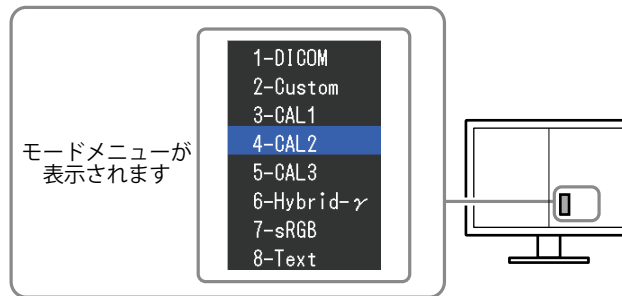 モードメニューが
表示されます
1-DICOM
2-Custom
3-CAL1
4-CAL2
5-CAL3
6-Hybrid-γ
7-sRGB
8-Text